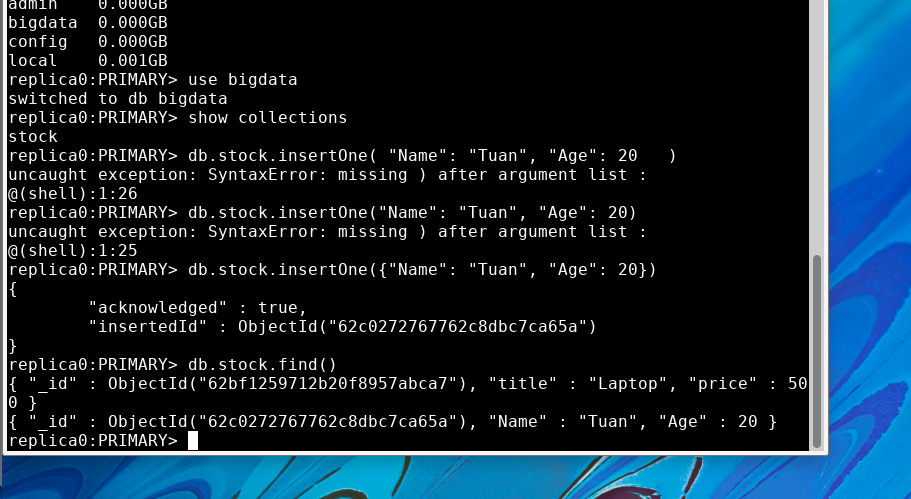 admin    0.000GB
bigdata  0.000GB
config   0.000GB
local    0.001GB
replica0:PRIMARY> use bigdata
switched to db bigdata
replica0:PRIMARY> show collections
stock
replica0:PRIMARY> db.stock.insertOne( "Name": "Tuan", "Age": 20   )
uncaught exception: SyntaxError: missing ) after argument list :
@(shell):1:26
replica0:PRIMARY> db.stock.insertOne("Name": "Tuan", "Age": 20)
uncaught exception: SyntaxError: missing ) after argument list :
@(shell):1:25
replica0:PRIMARY> db.stock.insertOne({"Name": "Tuan", "Age": 20})
{
        "acknowledged" : true,
        "insertedId" : ObjectId("62c0272767762c8dbc7ca65a")
}
replica0:PRIMARY> db.stock.find()
{ "_id" : ObjectId("62bf1259712b20f8957abca7"), "title" : "Laptop", "price" : 50
0 }
{ "_id" : ObjectId("62c0272767762c8dbc7ca65a"), "Name" : "Tuan", "Age" : 20 }
replica0:PRIMARY>